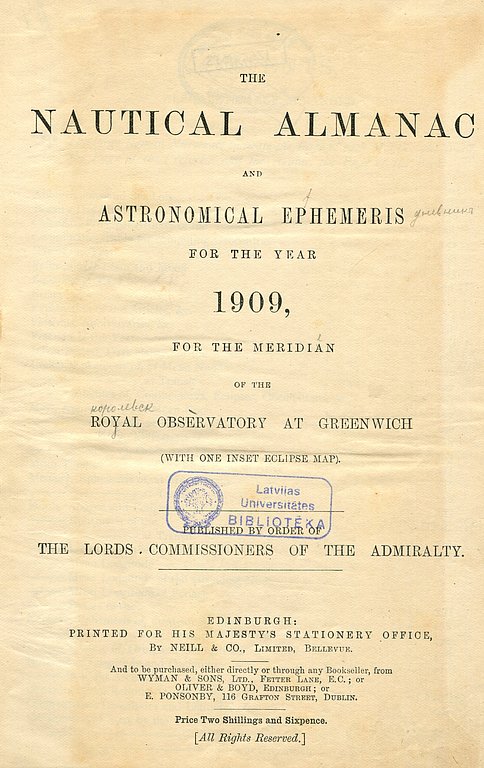 THE
NAUTICAL ALMANAC
AND
ASTRONOMICAL EPHEMERIS дневник
FOR THE YEAR
1909,
FOR THE MERIDIAN
OF THE
королевск
ROYAL OBSERVATORY AT GREENWICH
(WITH ONE INSET ECLIPSE MAP).
Latvijas
Universitātes
BIBLIOTĒKA
PUBLISHED BY ORDER OF
THE LORDS COMMISSIONERS OF THE ADMIRALTY.
EDINBURGH:
PRINTED FOR HIS MAJESTY'S STATIONERY OFFICE,
BY NEILL & CO., LIMITED, BELLEVUE.
And to be purchased, either directly or through any Bookseller, from
WYMAN & SONS, LTD., FETTER LANE, E.C.; or
OLIVER & BOYD, EDINBURGH; or
E. PONSONBY, 116 GRAFTON STREET, DUBLIN.
Price Two Shillings and Sixpence.
[All Rights Reserved.]